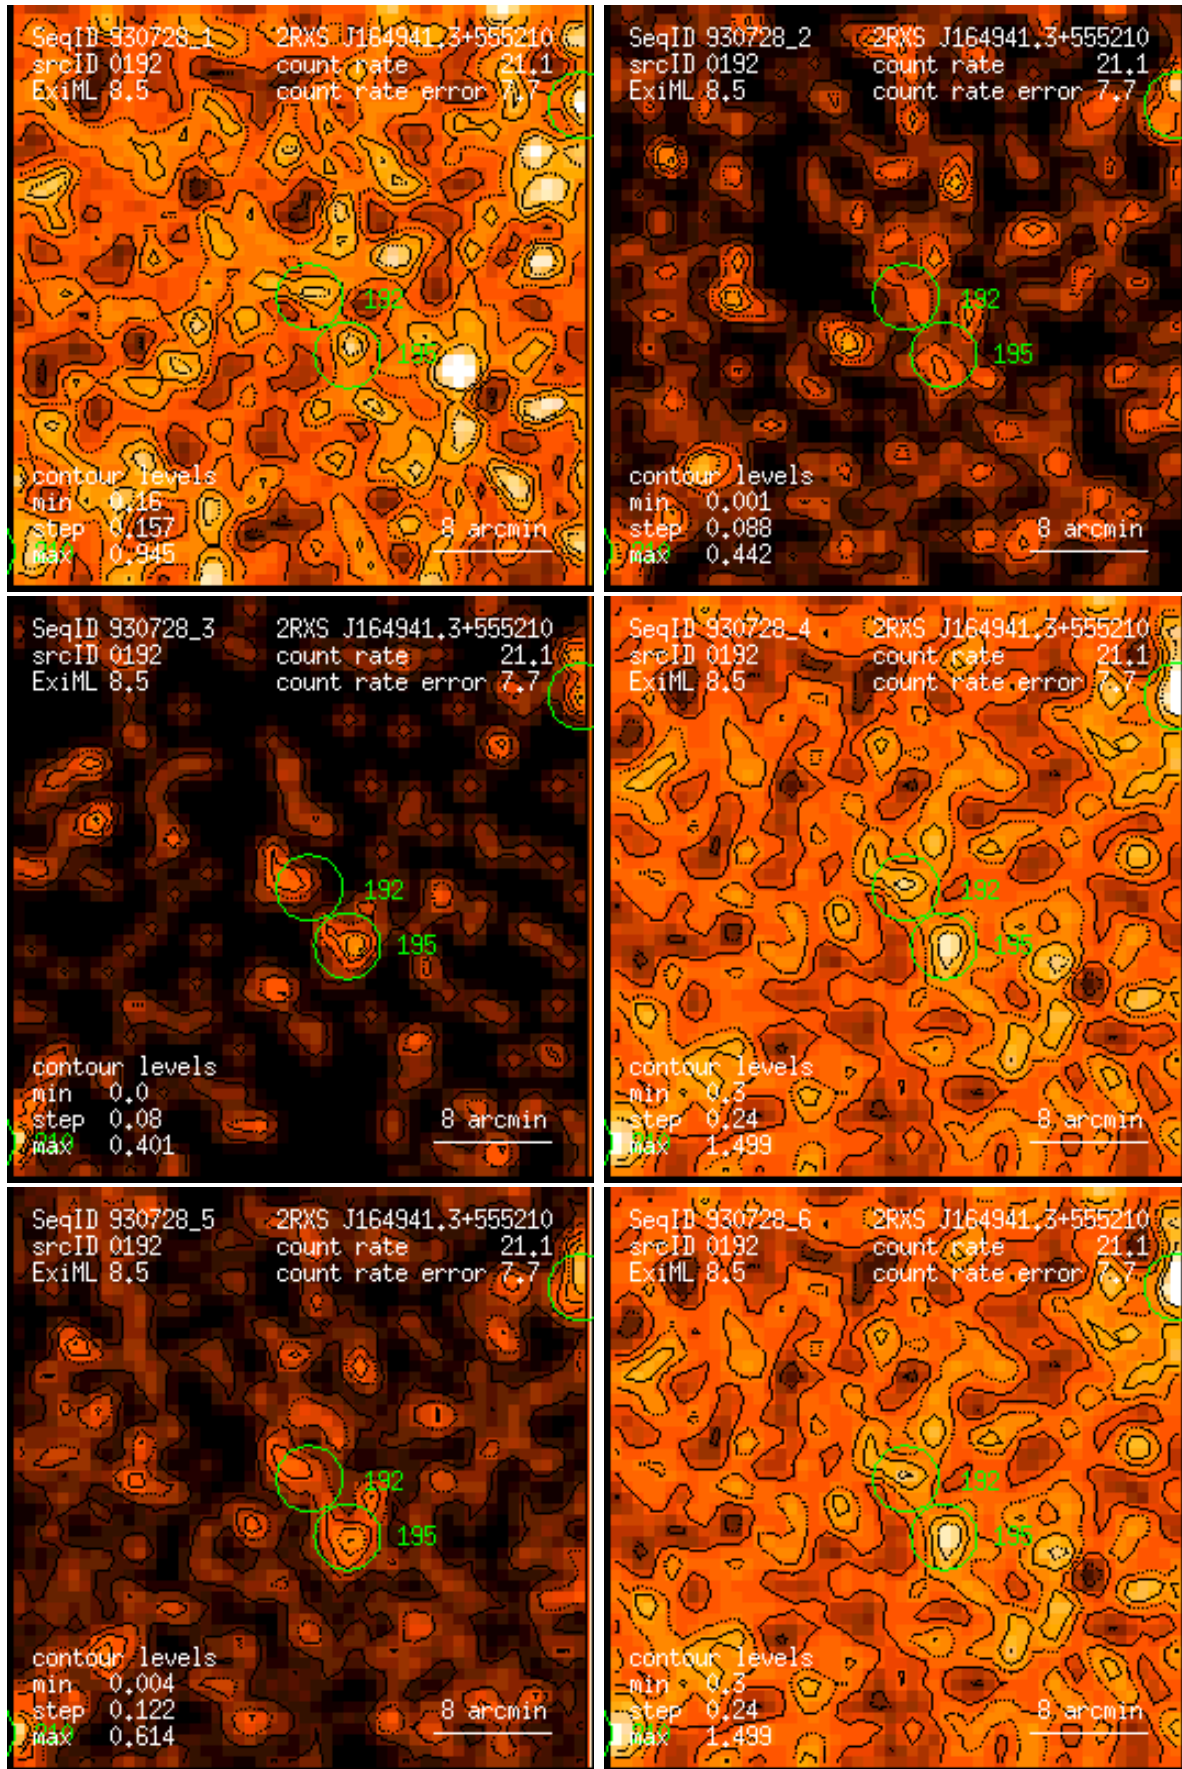 SeqID 930728_1 2RXS J164941.3+555210
srcID 0192 count rate 21.1
ExiML 8.5 count rate error 7.7
192
195
contour levels
min 0.16
step 0.157 8 arcmin
210
max 0.945
SeqID 930728_2 2RXS J164941.3+555210
srcID 0192 count rate 21.1
ExiML 8.5 count rate error 7.7
192
195
contour levels
min 0.001
step 0.088 8 arcmin
210
max 0.442
SeqID 930728_3 2RXS J164941.3+555210
srcID 0192 count rate 21.1
ExiML 8.5 count rate error 7.7
192
195
contour levels
min 0.0
step 0.08 8 arcmin
210
max 0.401
SeqID 930728_4 2RXS J164941.3+555210
srcID 0192 count rate 21.1
ExiML 8.5 count rate error 7.7
192
195
contour levels
min 0.3
step 0.24 8 arcmin
210
max 1.499
SeqID 930728_5 2RXS J164941.3+555210
srcID 0192 count rate 21.1
ExiML 8.5 count rate error 7.7
192
195
contour levels
min 0.004
step 0.122 8 arcmin
210
max 0.614
SeqID 930728_6 2RXS J164941.3+555210
srcID 0192 count rate 21.1
ExiML 8.5 count rate error 7.7
192
195
contour levels
min 0.3
step 0.24 8 arcmin
210
max 1.499